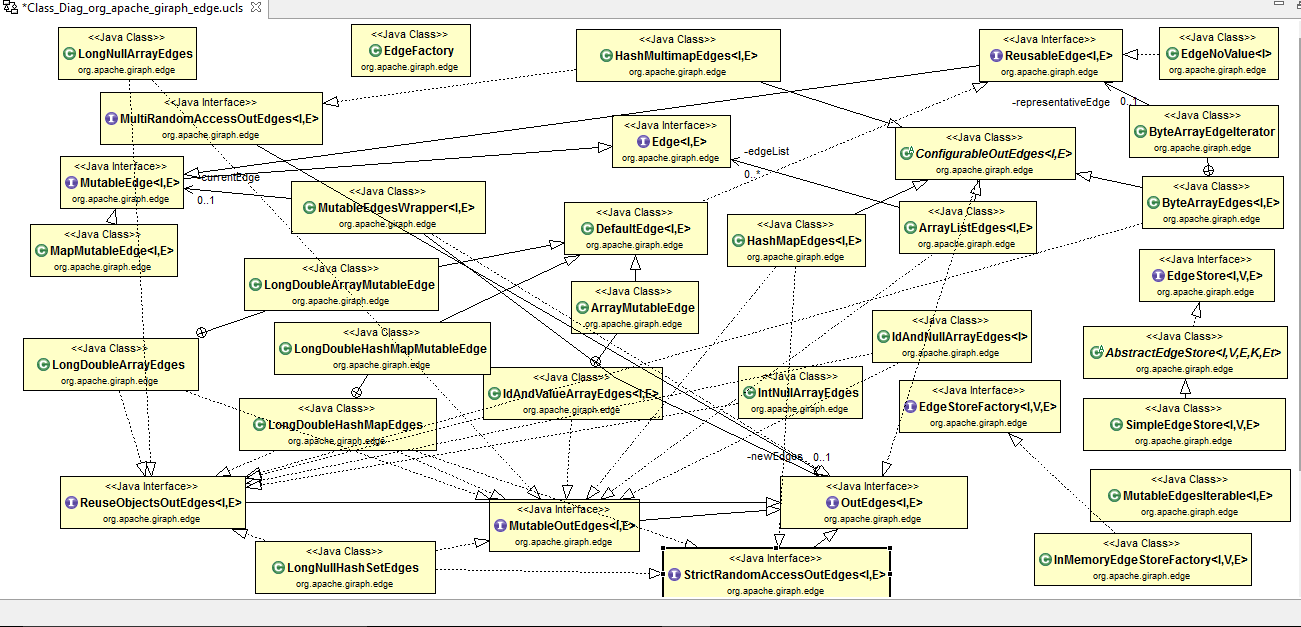 *Class_Diag_org_apache_giraph_edge.ucls
<<Java Class>>
LongNullArrayEdges
org.apache.giraph.edge
<<Java Class>>
EdgeFactory
org.apache.giraph.edge
<<Java Class>>
HashMultimapEdges<I,E>
org.apache.giraph.edge
<<Java Interface>>
ReusableEdge<I,E>
org.apache.giraph.edge
<<Java Class>>
EdgeNoValue<I>
org.apache.giraph.edge
<<Java Interface>>
MultiRandomAccessOutEdges<I,E>
org.apache.giraph.edge
-representativeEdge
0..1
<<Java Interface>>
Edge<I,E>
org.apache.giraph.edge
-edgeList
0..*
<<Java Class>>
ConfigurableOutEdges<I,E>
org.apache.giraph.edge
<<Java Class>>
ByteArrayEdgeIterator
org.apache.giraph.edge
<<Java Interface>>
MutableEdge<I,E>
org.apache.giraph.edge
-currentEdge
0..1
<<Java Class>>
MutableEdgesWrapper<I,E>
org.apache.giraph.edge
<<Java Class>>
ByteArrayEdges<I,E>
org.apache.giraph.edge
<<Java Class>>
MapMutableEdge<I,E>
org.apache.giraph.edge
<<Java Class>>
DefaultEdge<I,E>
org.apache.giraph.edge
<<Java Class>>
HashMapEdges<I,E>
org.apache.giraph.edge
<<Java Class>>
ArrayListEdges<I,E>
org.apache.giraph.edge
<<Java Class>>
LongDoubleArrayMutableEdge
org.apache.giraph.edge
<<Java Class>>
ArrayMutableEdge
org.apache.giraph.edge
<<Java Interface>>
EdgeStore<I,V,E>
org.apache.giraph.edge
<<Java Class>>
LongDoubleArrayEdges
org.apache.giraph.edge
<<Java Class>>
LongDoubleHashMapMutableEdge
org.apache.giraph.edge
<<Java Class>>
IdAndNullArrayEdges<I>
org.apache.giraph.edge
<<Java Class>>
AbstractEdgeStore<I,V,E,K,Et>
org.apache.giraph.edge
<<Java Class>>
LongDoubleHashMapEdges
org.apache.giraph.edge
<<Java Class>>
IdAndValueArrayEdges<I,E>
org.apache.giraph.edge
<<Java Class>>
IntNullArrayEdges
org.apache.giraph.edge
<<Java Interface>>
EdgeStoreFactory<I,V,E>
org.apache.giraph.edge
<<Java Class>>
SimpleEdgeStore<I,V,E>
org.apache.giraph.edge
-newEdges
0..1
<<Java Interface>>
ReuseObjectsOutEdges<I,E>
org.apache.giraph.edge
<<Java Interface>>
MutableOutEdges<I,E>
org.apache.giraph.edge
<<Java Interface>>
OutEdges<I,E>
org.apache.giraph.edge
<<Java Class>>
MutableEdgesIterable<I,E>
org.apache.giraph.edge
<<Java Class>>
LongNullHashSetEdges
org.apache.giraph.edge
<<Java Interface>>
StrictRandomAccessOutEdges<I,E>
org.apache.giraph.edge
<<Java Class>>
InMemoryEdgeStoreFactory<I,V,E>
org.apache.giraph.edge